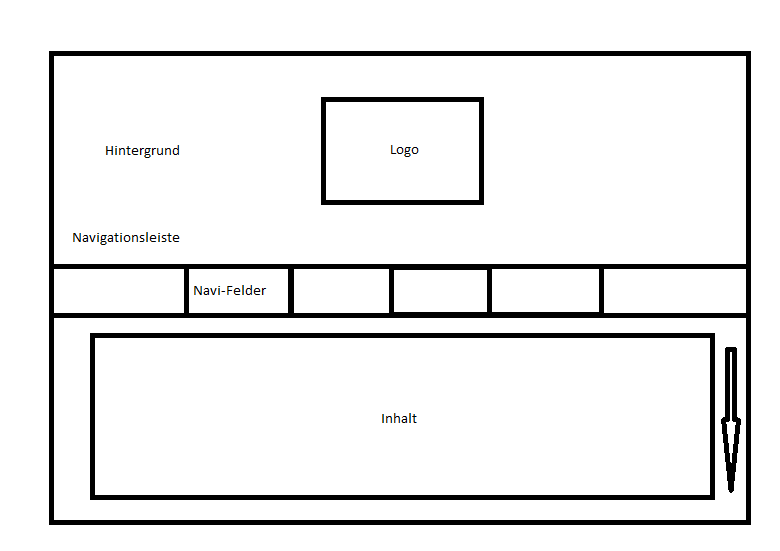 Hintergrund
Logo
Navigationsleiste
Navi-Felder
Inhalt